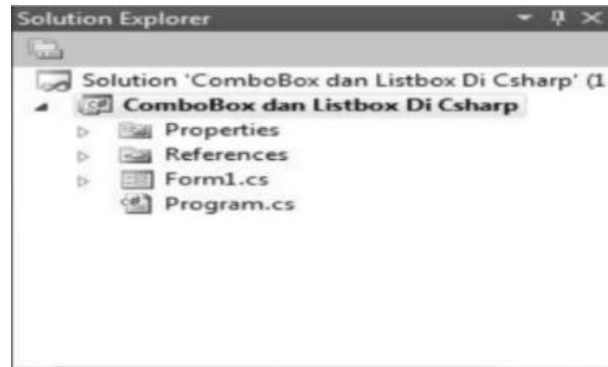 Solution Explorer
Solution 'ComboBox dan Listbox Di Csharp' (1
ComboBox dan Listbox Di Csharp
Properties
References
Form1.cs
Program.cs